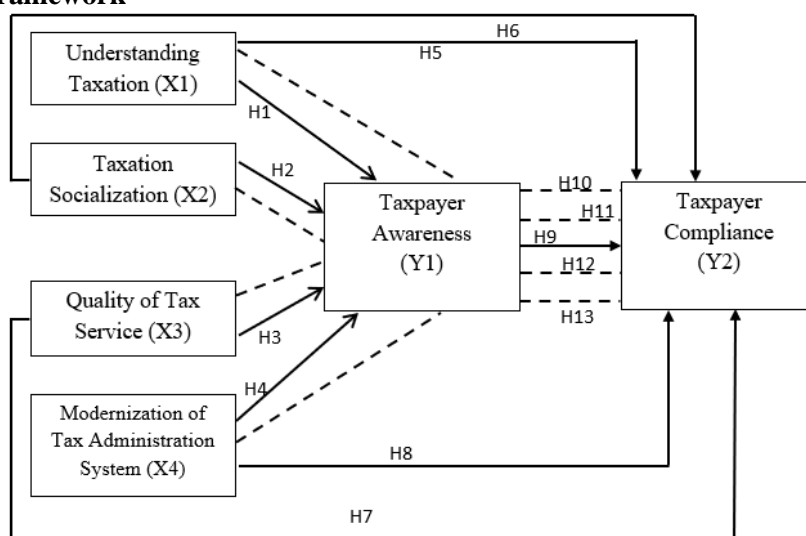 Understanding
Taxation (X1)
H6
H5
H1
Taxation
Socialization (X2)
H2
Taxpayer
Awareness
(Y1)
H10
H11
H9
H12
H13
Taxpayer
Compliance
(Y2)
Quality of Tax
Service (X3)
H3
H4
Modernization of
Tax Administration
System (X4)
H8
H7